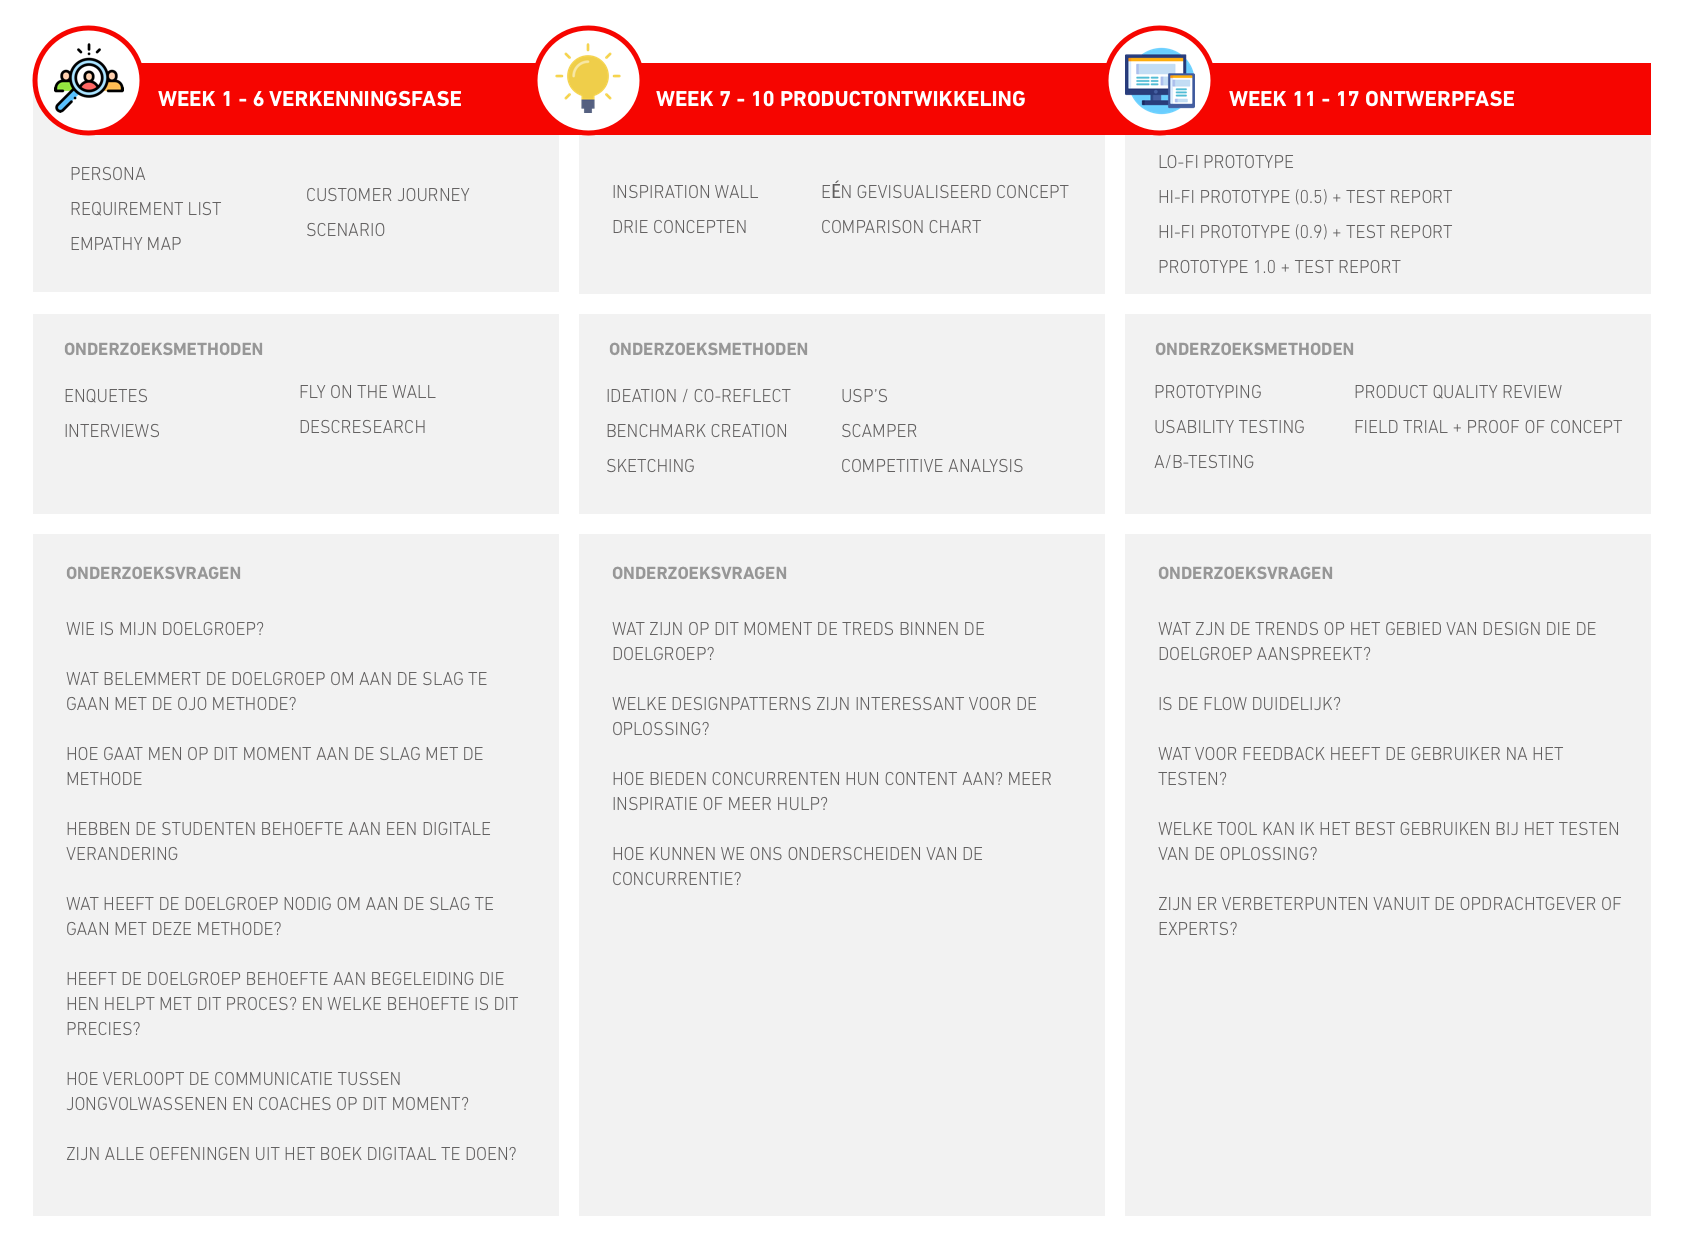 WEEK 1 - 6 VERKENNINGSFASE
PERSONA
REQUIREMENT LIST
EMPATHY MAP
CUSTOMER JOURNEY
SCENARIO
ONDERZOEKSMETHODEN
ENQUETES
INTERVIEWS
FLY ON THE WALL
DESCRESEARCH
ONDERZOEKSVRAGEN
WIE IS MIJN DOELGROEP?
WAT BELEMMERT DE DOELGROEP OM AAN DE SLAG TE
GAAN MET DE OJO METHODE?
HOE GAAT MEN OP DIT MOMENT AAN DE SLAG MET DE
METHODE
HEBBEN DE STUDENTEN BEHOEFTE AAN EEN DIGITALE
VERANDERING
WAT HEEFT DE DOELGROEP NODIG OM AAN DE SLAG TE
GAAN MET DEZE METHODE?
HEEFT DE DOELGROEP BEHOEFTE AAN BEGELEIDING DIE
HEN HELPT MET DIT PROCES? EN WELKE BEHOEFTE IS DIT
PRECIES?
HOE VERLOOPT DE COMMUNICATIE TUSSEN
JONGVOLWASSENEN EN COACHES OP DIT MOMENT?
ZIJN ALLE OEFENINGEN UIT HET BOEK DIGITAAL TE DOEN?
WEEK 7 - 10 PRODUCTONTWIKKELING
INSPIRATION WALL
DRIE CONCEPTEN
EÉN GEVISUALISEERD CONCEPT
COMPARISON CHART
ONDERZOEKSMETHODEN
IDEATION / CO-REFLECT
BENCHMARK CREATION
SKETCHING
USP'S
SCAMPER
COMPETITIVE ANALYSIS
ONDERZOEKSVRAGEN
WAT ZIJN OP DIT MOMENT DE TREDS BINNEN DE
DOELGROEP?
WELKE DESIGNPATTERNS ZIJN INTERESSANT VOOR DE
OPLOSSING?
HOE BIEDEN CONCURRENTEN HUN CONTENT AAN? MEER
INSPIRATIE OF MEER HULP?
HOE KUNNEN WE ONS ONDERSCHEIDEN VAN DE
CONCURRENTIE?
WEEK 11 - 17 ONTWERPFASE
LO-FI PROTOTYPE
HI-FI PROTOTYPE (0.5) + TEST REPORT
HI-FI PROTOTYPE (0.9) + TEST REPORT
PROTOTYPE 1.0 + TEST REPORT
ONDERZOEKSMETHODEN
PROTOTYPING
USABILITY TESTING
A/B-TESTING
PRODUCT QUALITY REVIEW
FIELD TRIAL + PROOF OF CONCEPT
ONDERZOEKSVRAGEN
WAT ZJN DE TRENDS OP HET GEBIED VAN DESIGN DIE DE
DOELGROEP AANSPREEKT?
IS DE FLOW DUIDELIJK?
WAT VOOR FEEDBACK HEEFT DE GEBRUIKER NA HET
TESTEN?
WELKE TOOL KAN IK HET BEST GEBRUIKEN BIJ HET TESTEN
VAN DE OPLOSSING?
ZIJN ER VERBETERPUNTEN VANUIT DE OPDRACHTGEVER OF
EXPERTS?